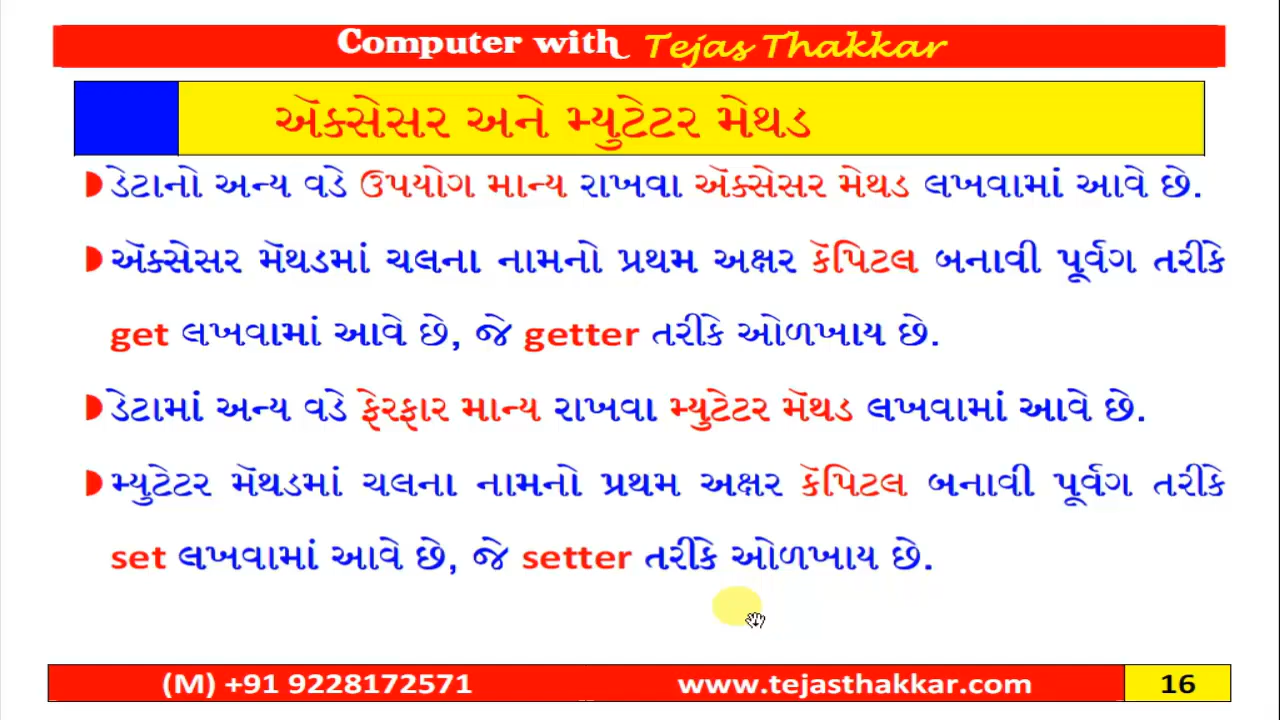 Computer with Tejas Thakkar
ઍક્સેસર અને મ્યુટેટર મેથડ
ડેટાનો અન્ય વડે ઉપયોગ માન્ય રાખવા ઍક્સેસર મેથડ લખવામાં આવે છે.
ઍક્સેસર મૅથડમાં ચલના નામનો પ્રથમ અક્ષર કૅપિટલ બનાવી પૂર્વગ તરીકે
get લખવામાં આવે છે, જે getter તરીકે ઓળખાય છે.
ડેટામાં અન્ય વડે ફેરફાર માન્ય રાખવા મ્યુટેટર મૅથડ લખવામાં આવે છે.
મ્યુટેટર મૅથડમાં ચલના નામનો પ્રથમ અક્ષર કૅપિટલ બનાવી પૂર્વગ તરીકે
set લખવામાં આવે છે, જે setter તરીકે ઓળખાય છે.
(M) +91 9228172571 www.tejasthakkar.com 16